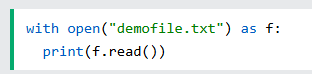 with open("demofile.txt") as f:
  print(f.read())